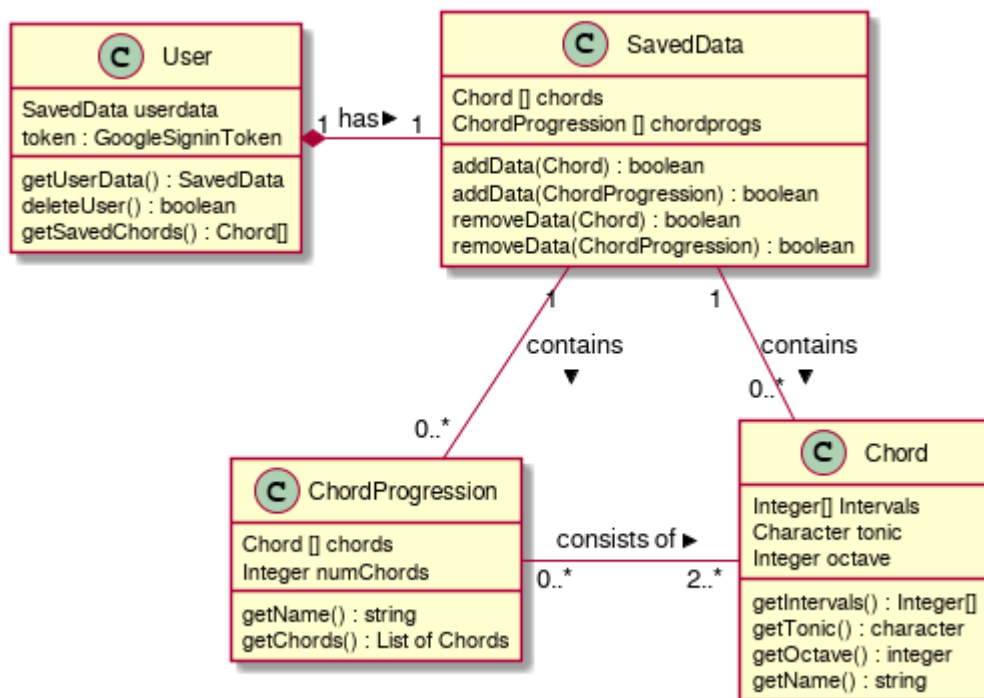 C User
SavedData userdata
token : GoogleSigninToken
getUserData() : SavedData
deleteUser() : boolean
getSavedChords() : Chord[]
1 has 1
C SavedData
Chord [] chords
ChordProgression [] chordprogs
addData(Chord) : boolean
addData(ChordProgression) : boolean
removeData(Chord) : boolean
removeData(ChordProgression) : boolean
1
contains
0..*
1
contains
0..*
C ChordProgression
Chord [] chords
Integer numChords
getName() : string
getChords() : List of Chords
consists of
0..* 2..*
C Chord
Integer[] Intervals
Character tonic
Integer octave
getIntervals() : Integer[]
getTonic() : character
getOctave() : integer
getName() : string